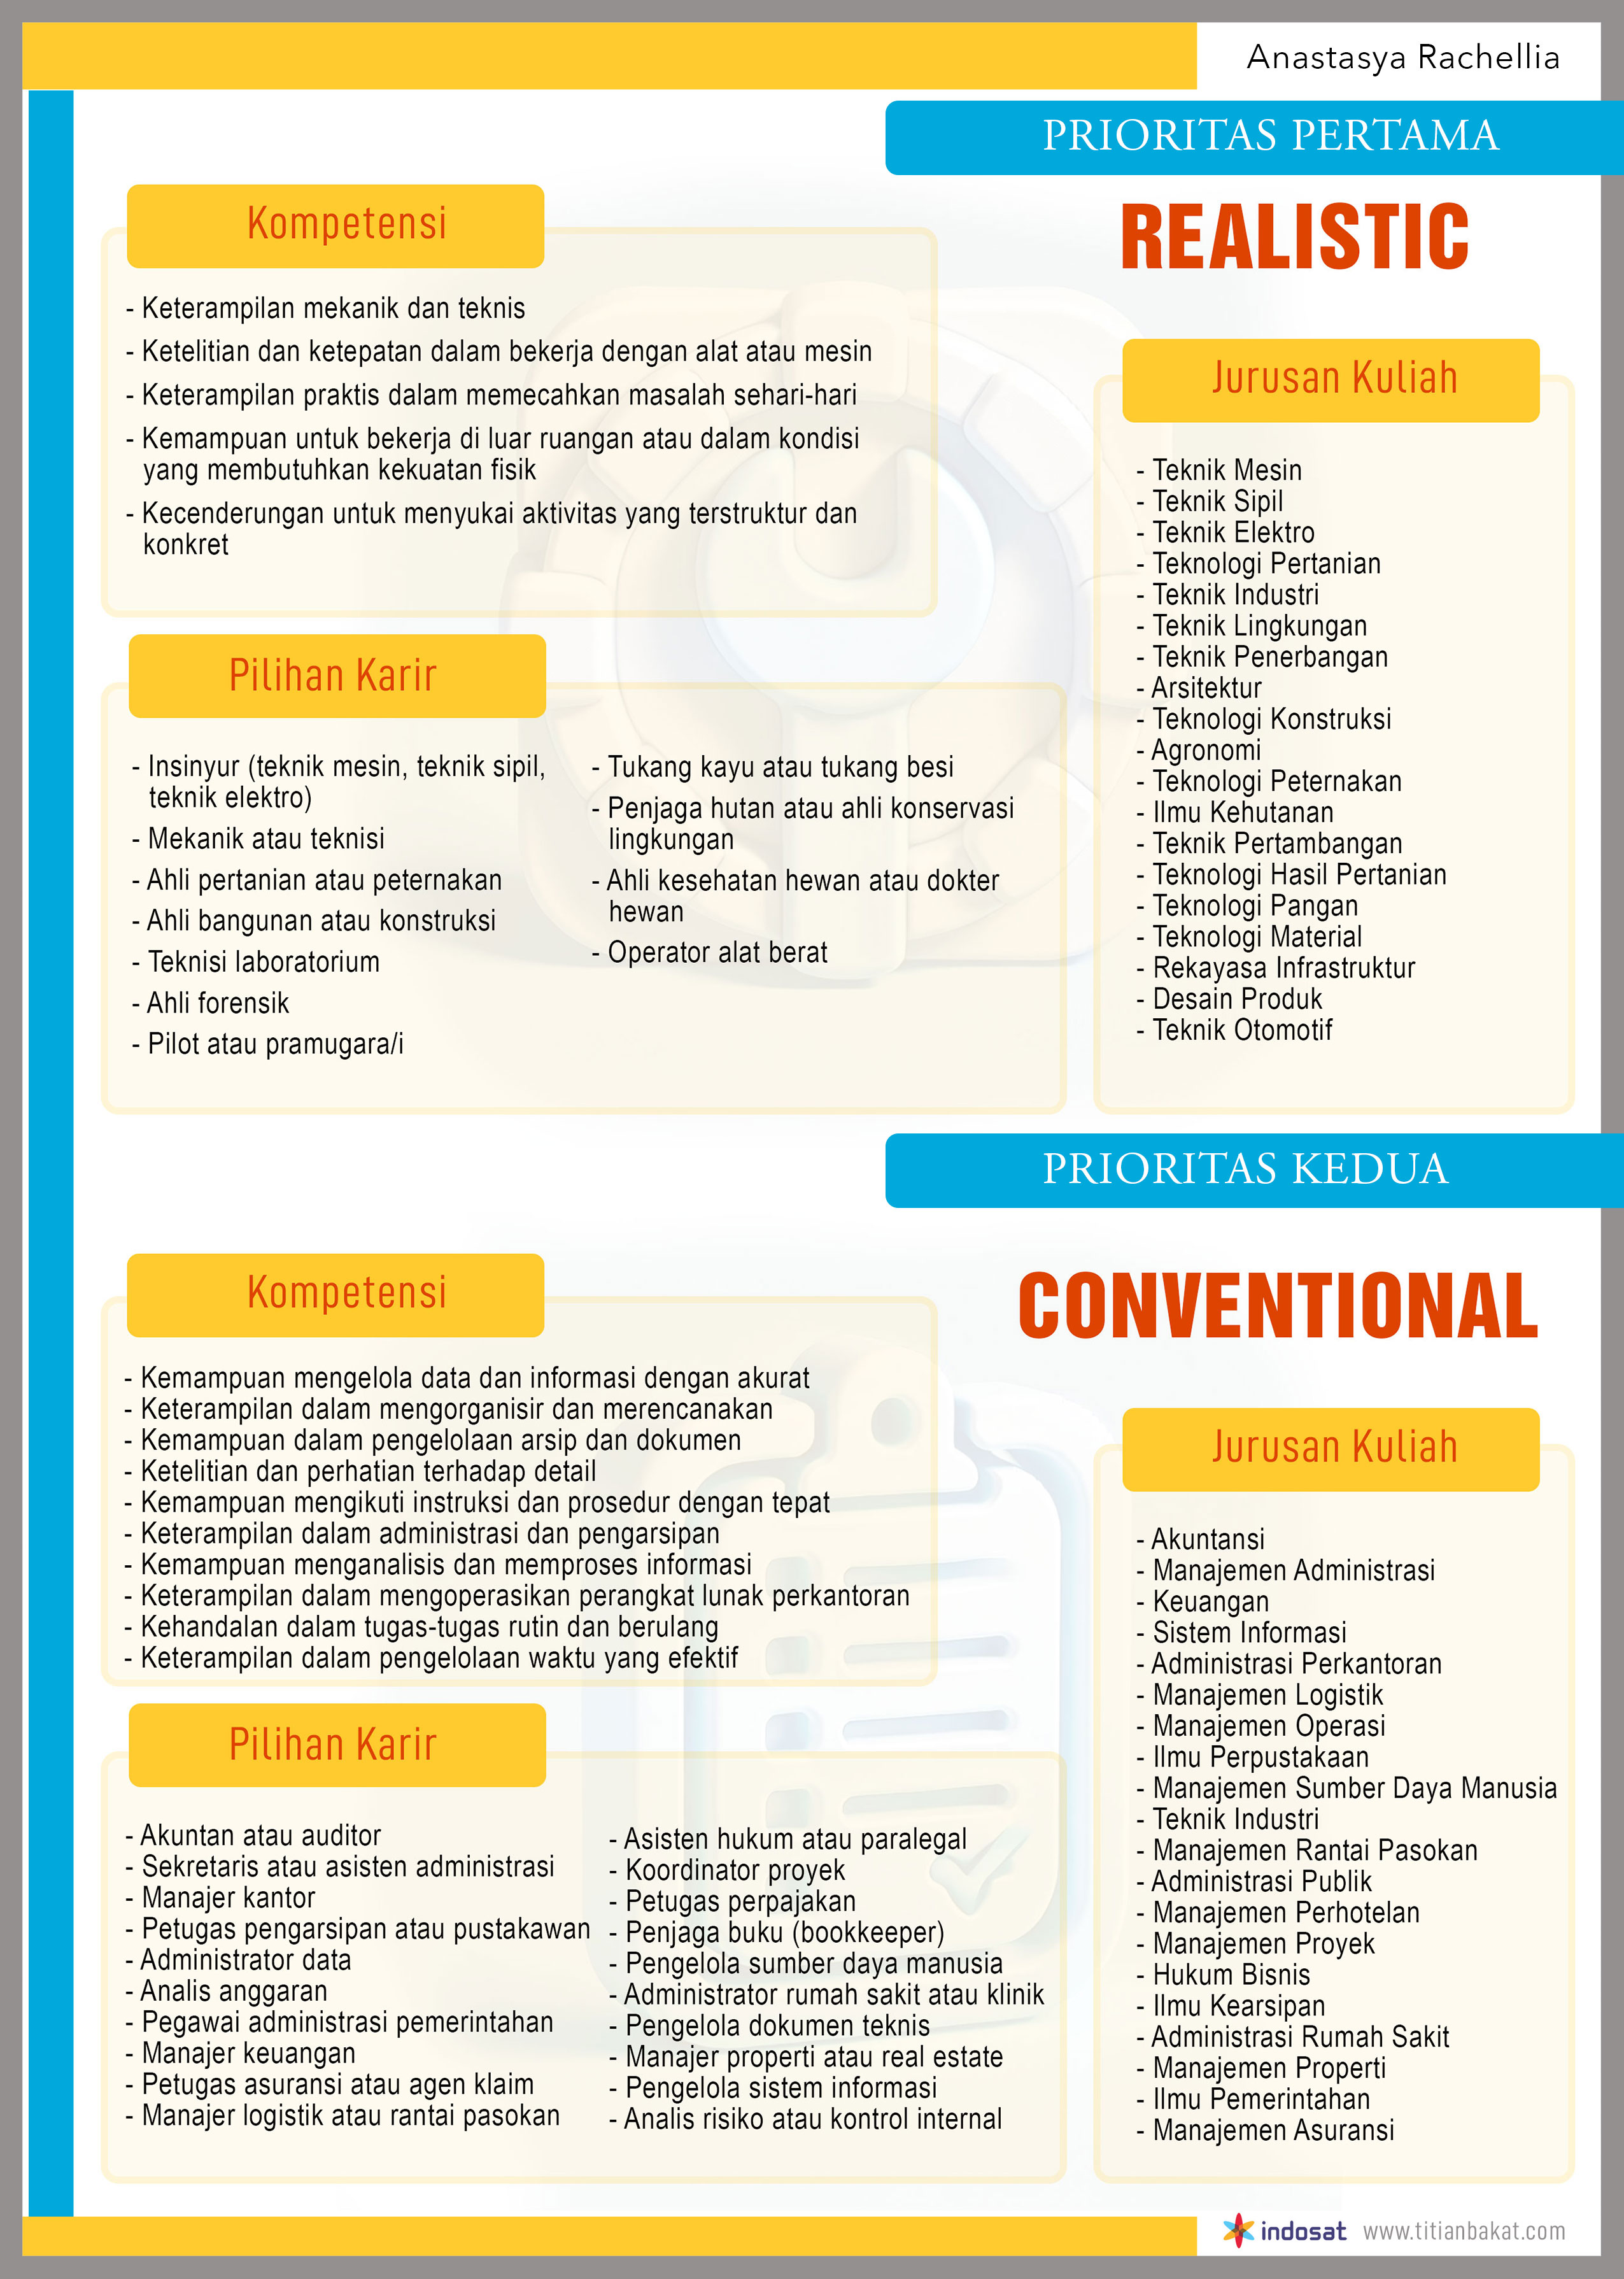 Anastasya Rachellia
PRIORITAS PERTAMA
REALISTIC
Kompetensi
- Keterampilan mekanik dan teknis
- Ketelitian dan ketepatan dalam bekerja dengan alat atau mesin
- Keterampilan praktis dalam memecahkan masalah sehari-hari
- Kemampuan untuk bekerja di luar ruangan atau dalam kondisi
yang membutuhkan kekuatan fisik
- Kecenderungan untuk menyukai aktivitas yang terstruktur dan
konkret
Pilihan Karir
- Insinyur (teknik mesin, teknik sipil,
teknik elektro)
- Mekanik atau teknisi
- Ahli pertanian atau peternakan
- Ahli bangunan atau konstruksi
- Teknisi laboratorium
- Ahli forensik
- Pilot atau pramugara/i
- Tukang kayu atau tukang besi
- Penjaga hutan atau ahli konservasi
lingkungan
- Ahli kesehatan hewan atau dokter
hewan
- Operator alat berat
Jurusan Kuliah
- Teknik Mesin
- Teknik Sipil
- Teknik Elektro
- Teknologi Pertanian
- Teknik Industri
- Teknik Lingkungan
- Teknik Penerbangan
- Arsitektur
- Teknologi Konstruksi
- Agronomi
- Teknologi Peternakan
- Ilmu Kehutanan
- Teknik Pertambangan
- Teknologi Hasil Pertanian
- Teknologi Pangan
- Teknologi Material
- Rekayasa Infrastruktur
- Desain Produk
- Teknik Otomotif
PRIORITAS KEDUA
CONVENTIONAL
Kompetensi
- Kemampuan mengelola data dan informasi dengan akurat
- Keterampilan dalam mengorganisir dan merencanakan
- Kemampuan dalam pengelolaan arsip dan dokumen
- Ketelitian dan perhatian terhadap detail
- Kemampuan mengikuti instruksi dan prosedur dengan tepat
- Keterampilan dalam administrasi dan pengarsipan
- Kemampuan menganalisis dan memproses informasi
- Keterampilan dalam mengoperasikan perangkat lunak perkantoran
- Kehandalan dalam tugas-tugas rutin dan berulang
- Keterampilan dalam pengelolaan waktu yang efektif
Pilihan Karir
- Akuntan atau auditor
- Sekretaris atau asisten administrasi
- Manajer kantor
- Petugas pengarsipan atau pustakawan
- Administrator data
- Analis anggaran
- Pegawai administrasi pemerintahan
- Manajer keuangan
- Petugas asuransi atau agen klaim
- Manajer logistik atau rantai pasokan
- Asisten hukum atau paralegal
- Koordinator proyek
- Petugas perpajakan
- Penjaga buku (bookkeeper)
- Pengelola sumber daya manusia
- Administrator rumah sakit atau klinik
- Pengelola dokumen teknis
- Manajer properti atau real estate
- Pengelola sistem informasi
- Analis risiko atau kontrol internal
Jurusan Kuliah
- Akuntansi
- Manajemen Administrasi
- Keuangan
- Sistem Informasi
- Administrasi Perkantoran
- Manajemen Logistik
- Manajemen Operasi
- Ilmu Perpustakaan
- Manajemen Sumber Daya Manusia
- Teknik Industri
- Manajemen Rantai Pasokan
- Administrasi Publik
- Manajemen Perhotelan
- Manajemen Proyek
- Hukum Bisnis
- Ilmu Kearsipan
- Administrasi Rumah Sakit
- Manajemen Properti
- Ilmu Pemerintahan
- Manajemen Asuransi
indosat www.titianbakat.com